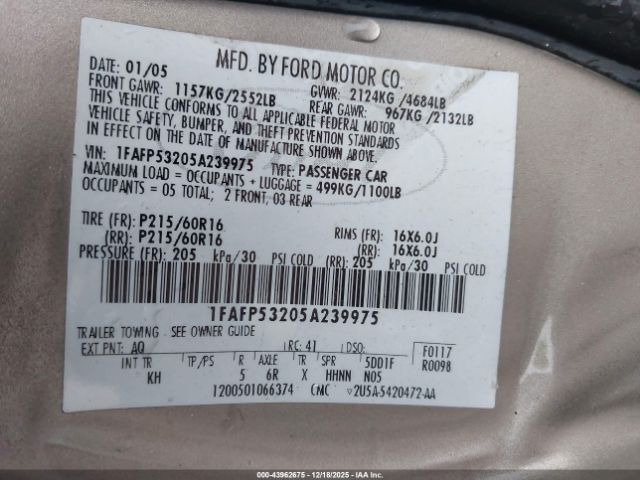 MFD. BY FORD MOTOR CO.
DATE: 01/05
FRONT GAWR: 1157KG/2552LB
GVWR: 2124KG/4684LB
REAR GAWR: 967KG/2132LB
THIS VEHICLE CONFORMS TO ALL APPLICABLE FEDERAL MOTOR
VEHICLE SAFETY, BUMPER, AND THEFT PREVENTION STANDARDS
IN EFFECT ON THE DATE OF MANUFACTURE SHOWN ABOVE.
VIN: 1FAFP53205A239975 TYPE: PASSENGER CAR
MAXIMUM LOAD = OCCUPANTS + LUGGAGE = 499KG/1100LB
OCCUPANTS = 05 TOTAL; 2 FRONT, 03 REAR
TIRE (FR): P215/60R16 RIMS (FR): 16X6.0J
(RR): P215/60R16 (RR): 16X6.0J
PRESSURE (FR): 205 kPa/30 PSI COLD (RR): 205 kPa/30 PSI COLD
1FAFP53205A239975
TRAILER TOWING - SEE OWNER GUIDE
EXT PNT: AQ RC: 41 DSO: F0117
INT TR TP/PS R AXLE TR SPR 5DD1F R0098
KH 5 6R X HHNN N05
1200501066374 CMC ▽2U5A-5420472-AA
000-43962675 - 12/18/2025 - © IAA Holdings, LLC